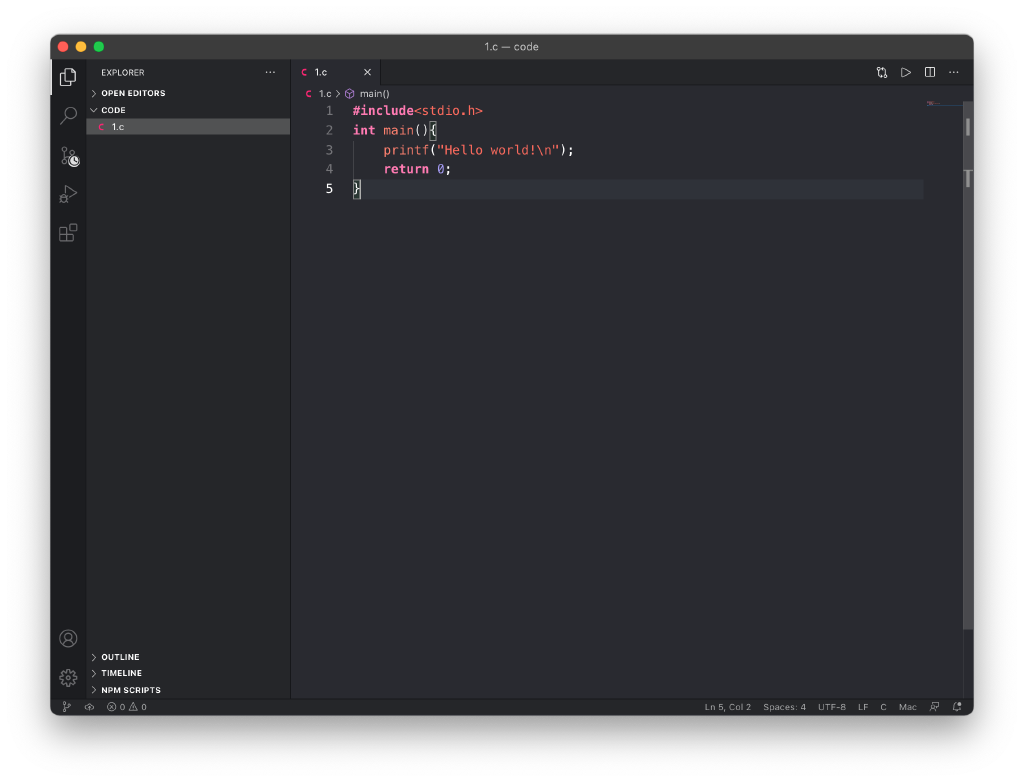 1.c — code
EXPLORER ···
OPEN EDITORS
CODE
C 1.c
C 1.c ×
C 1.c > main()
1 #include<stdio.h>
2 int main(){
3 printf("Hello world!\n");
4 return 0;
5 }
OUTLINE
TIMELINE
NPM SCRIPTS
0 0 Ln 5, Col 2 Spaces: 4 UTF-8 LF C Mac